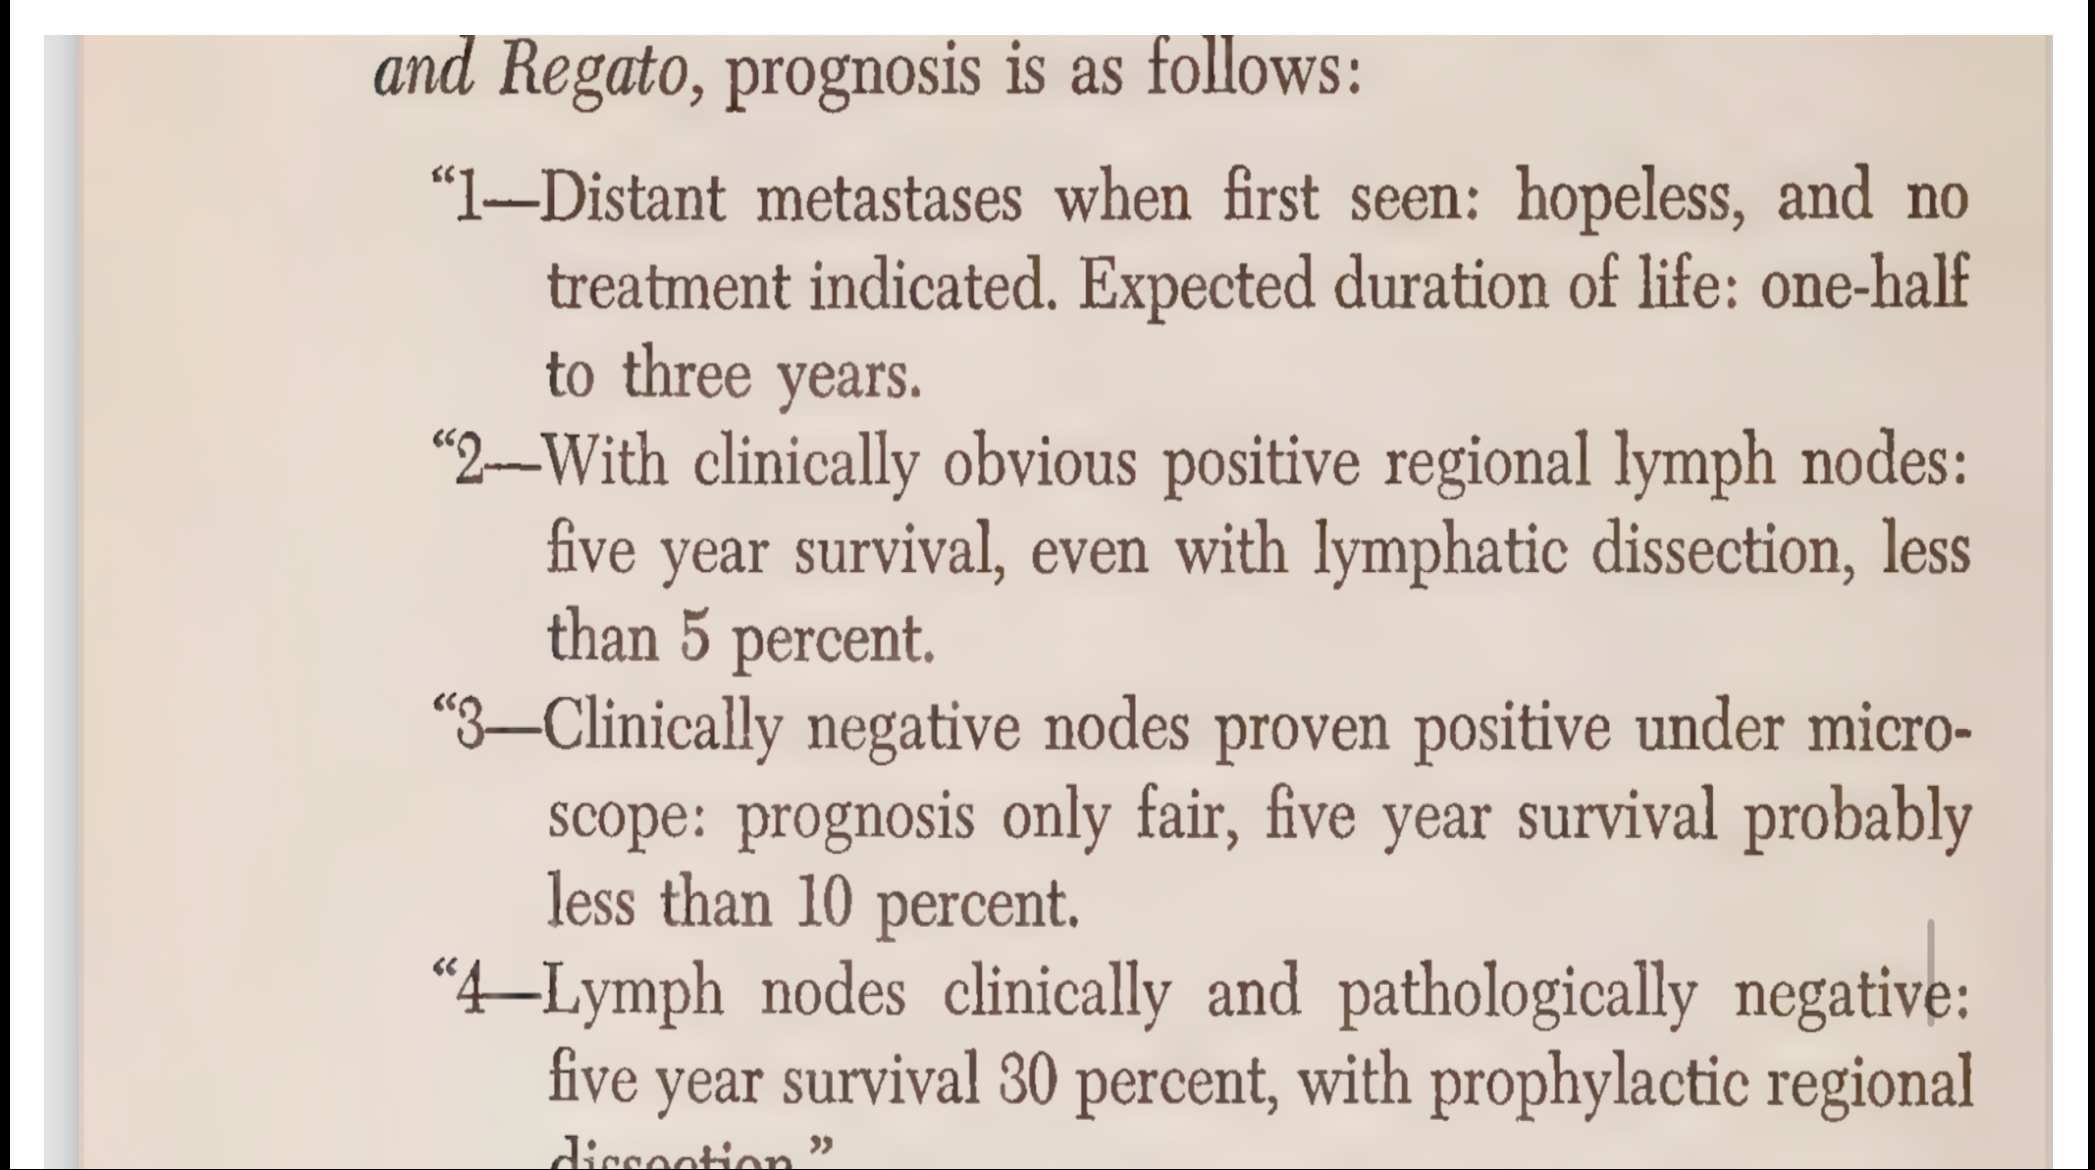 and Regato, prognosis is as follows:
“1—Distant metastases when first seen: hopeless, and no
treatment indicated. Expected duration of life: one-half
to three years.
“2—With clinically obvious positive regional lymph nodes:
five year survival, even with lymphatic dissection, less
than 5 percent.
“3—Clinically negative nodes proven positive under micro-
scope: prognosis only fair, five year survival probably
less than 10 percent.
“4—Lymph nodes clinically and pathologically negative:
five year survival 30 percent, with prophylactic regional
dissection.”